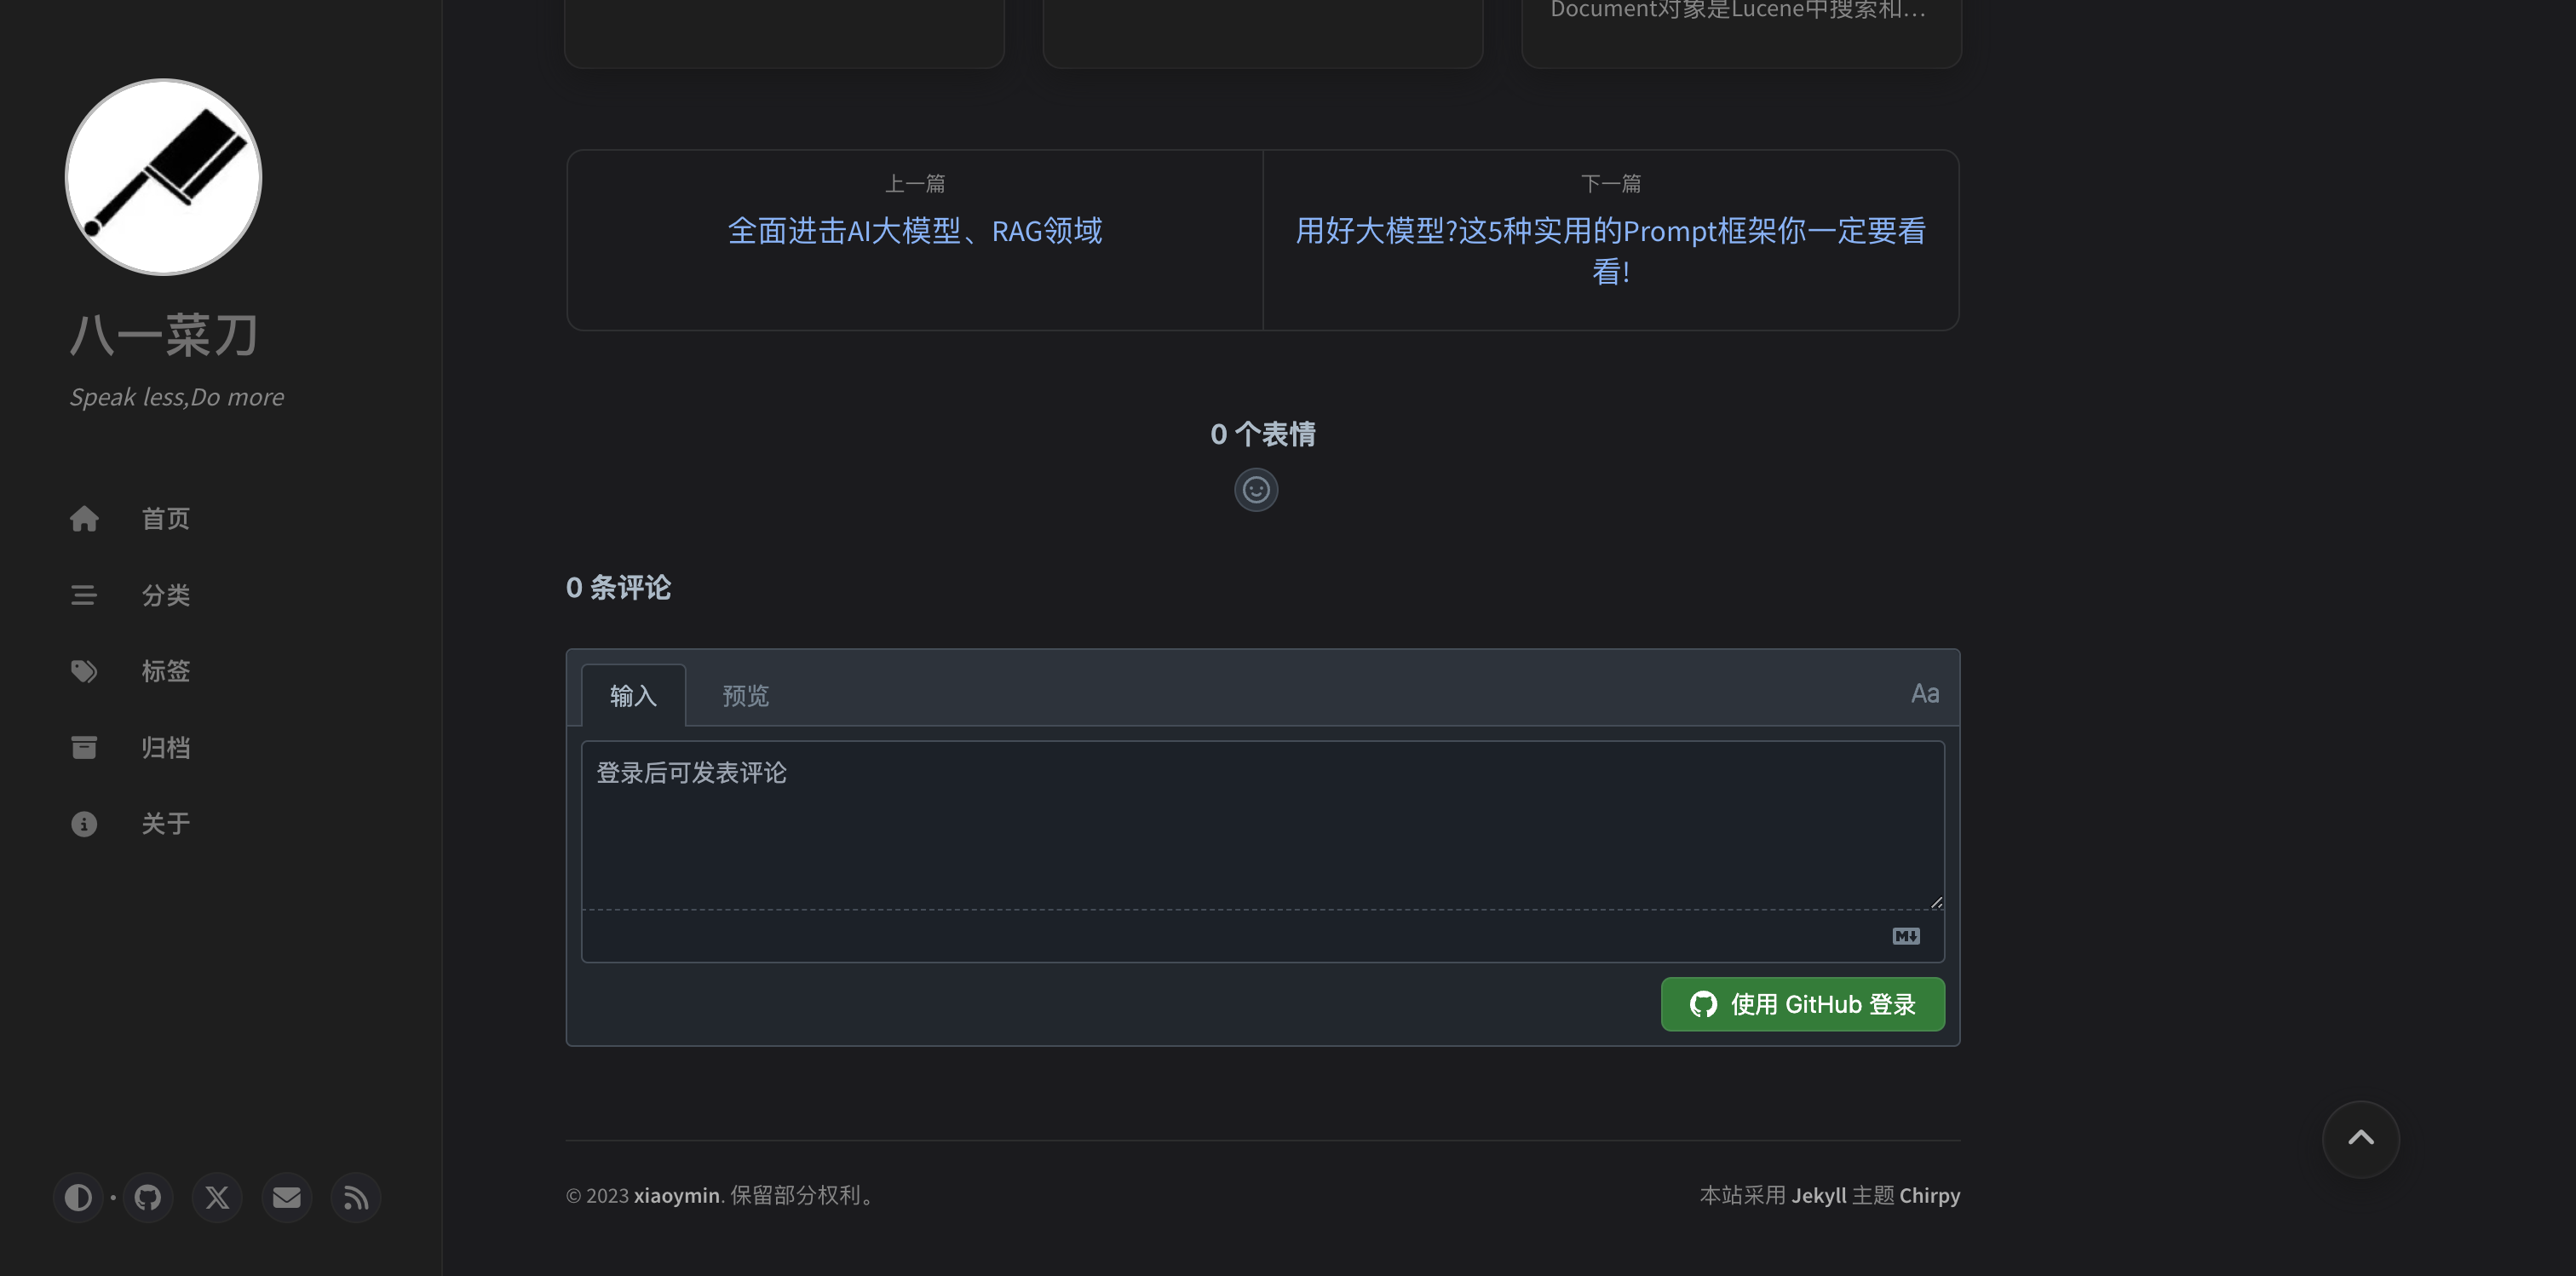 八一菜刀
Speak less,Do more
首页
分类
标签
归档
关于
Document对象是Lucene中搜索和...
上一篇
全面进击AI大模型、RAG领域
下一篇
用好大模型?这5种实用的Prompt框架你一定要看
看!
0 个表情
0 条评论
输入
预览
Aa
登录后可发表评论
使用 GitHub 登录
© 2023 xiaoymin. 保留部分权利。
本站采用 Jekyll 主题 Chirpy